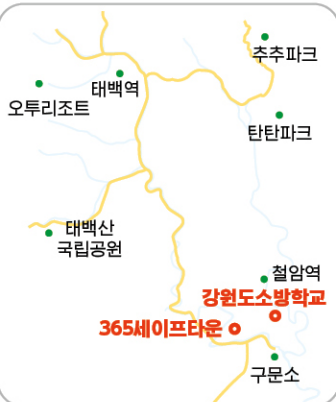 추추파크
태백역
오투리조트
탄탄파크
태백산
국립공원
철암역
강원도소방학교
365세이프타운
구문소